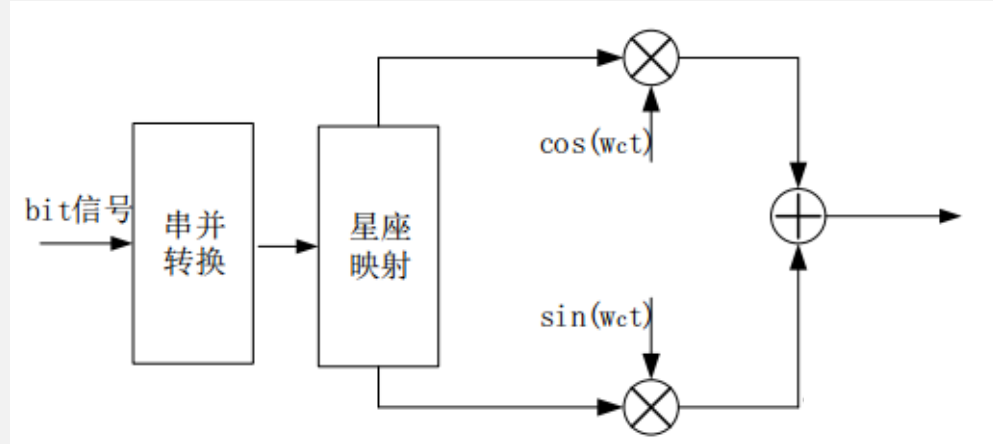 cos(wct)
bit信号
串并
转换
星座
映射
sin(wct)